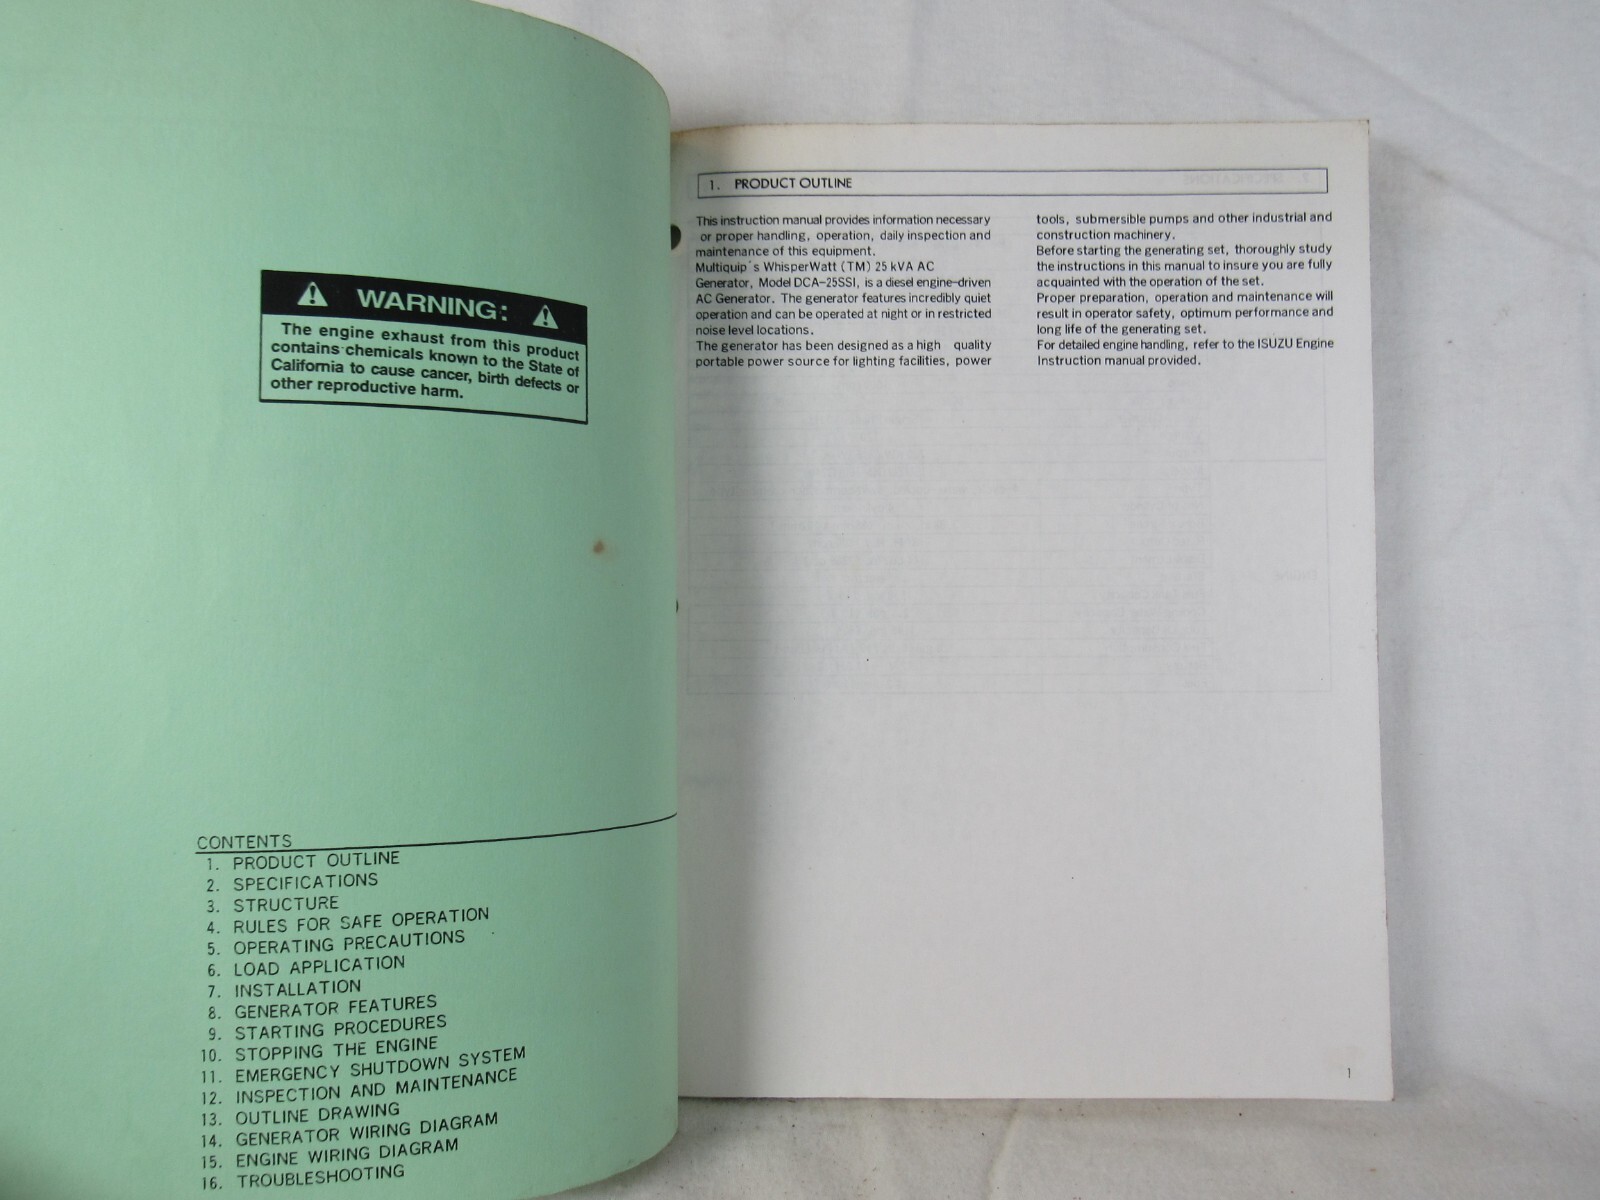 WARNING:
The engine exhaust from this product
contains chemicals known to the State of
California to cause cancer, birth defects or
other reproductive harm.
CONTENTS
1. PRODUCT OUTLINE
2. SPECIFICATIONS
3. STRUCTURE
4. RULES FOR SAFE OPERATION
5. OPERATING PRECAUTIONS
6. LOAD APPLICATION
7. INSTALLATION
8. GENERATOR FEATURES
9. STARTING PROCEDURES
10. STOPPING THE ENGINE
11. EMERGENCY SHUTDOWN SYSTEM
12. INSPECTION AND MAINTENANCE
13. OUTLINE DRAWING
14. GENERATOR WIRING DIAGRAM
15. ENGINE WIRING DIAGRAM
16. TROUBLESHOOTING
1. PRODUCT OUTLINE
This instruction manual provides information necessary
or proper handling, operation, daily inspection and
maintenance of this equipment.
Multiquip's WhisperWatt (TM) 25 kVA AC
Generator, Model DCA-25SSI, is a diesel engine-driven
AC Generator. The generator features incredibly quiet
operation and can be operated at night or in restricted
noise level locations.
The generator has been designed as a high quality
portable power source for lighting facilities, power
tools, submersible pumps and other industrial and
construction machinery.
Before starting the generating set, thoroughly study
the instructions in this manual to insure you are fully
acquainted with the operation of the set.
Proper preparation, operation and maintenance will
result in operator safety, optimum performance and
long life of the generating set.
For detailed engine handling, refer to the ISUZU Engine
Instruction manual provided.
1